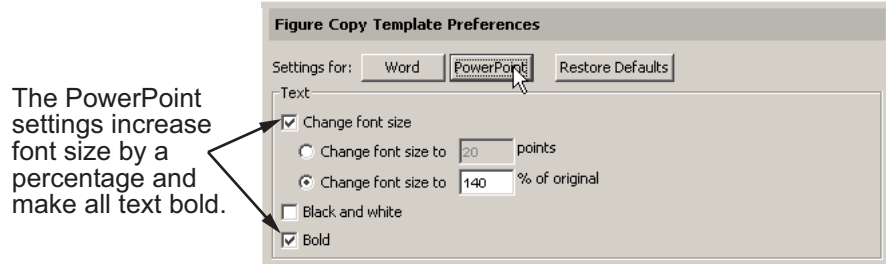 Figure Copy Template Preferences
Settings for: Word PowerPoint Restore Defaults
Text
The PowerPoint
settings increase
font size by a
percentage and
make all text bold.
Change font size
Change font size to 20 points
Change font size to 140 % of original
Black and white
Bold